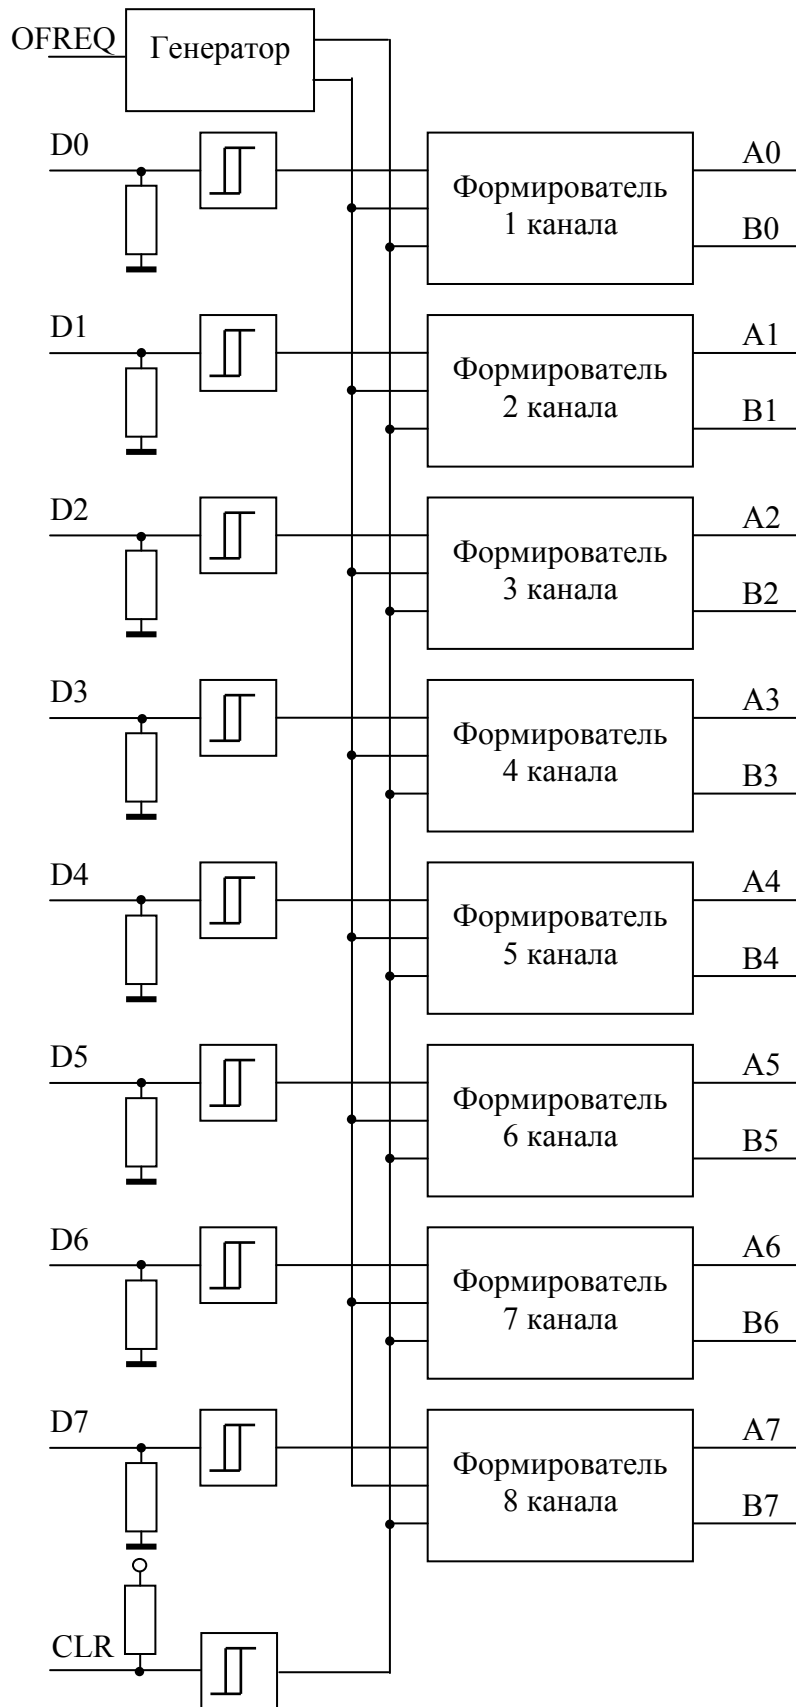 OFREQ
Генератор
D0
Формирователь
1 канала
A0
B0
D1
Формирователь
2 канала
A1
B1
D2
Формирователь
3 канала
A2
B2
D3
Формирователь
4 канала
A3
B3
D4
Формирователь
5 канала
A4
B4
D5
Формирователь
6 канала
A5
B5
D6
Формирователь
7 канала
A6
B6
D7
Формирователь
8 канала
A7
B7
CLR